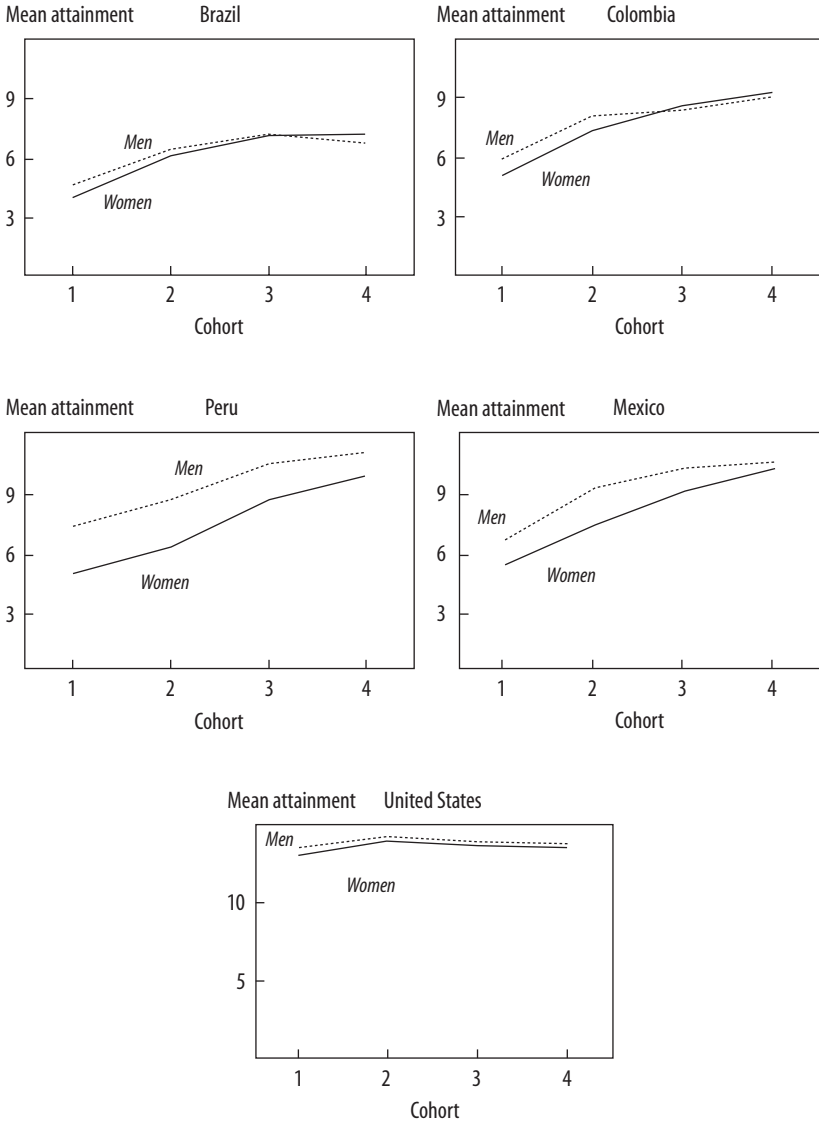 Mean attainment Brazil
9
Men
6
Women
3
1 2 3 4
Cohort
Mean attainment Colombia
9
Men
6
Women
3
1 2 3 4
Cohort
Mean attainment Peru
Men
9
6
Women
3
1 2 3 4
Cohort
Mean attainment Mexico
9
Men
6
Women
3
1 2 3 4
Cohort
Mean attainment United States
Men
Women
10
5
1 2 3 4
Cohort